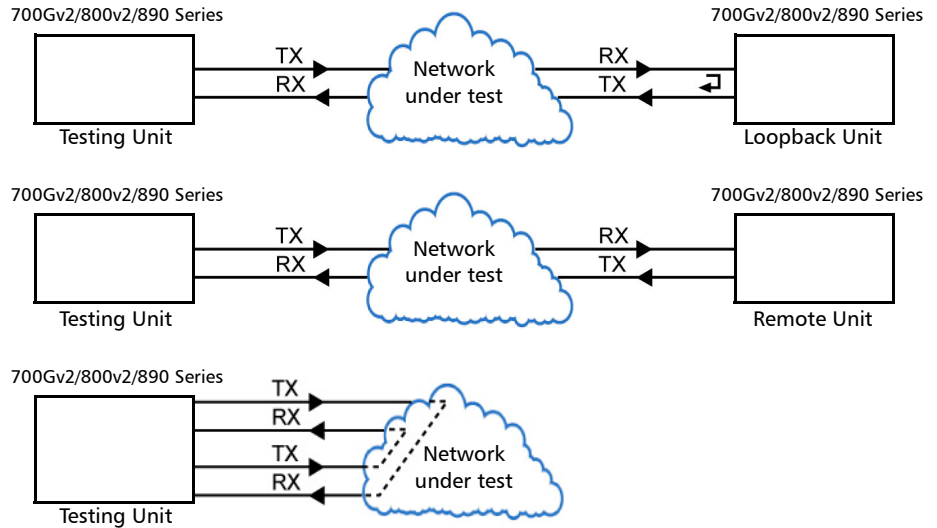 700Gv2/800v2/890 Series
700Gv2/800v2/890 Series
TX
RX
Network
under test
RX
TX
Testing Unit
Loopback Unit
700Gv2/800v2/890 Series
700Gv2/800v2/890 Series
TX
RX
Network
under test
RX
TX
Testing Unit
Remote Unit
700Gv2/800v2/890 Series
TX
RX
TX
RX
Network
under test
Testing Unit